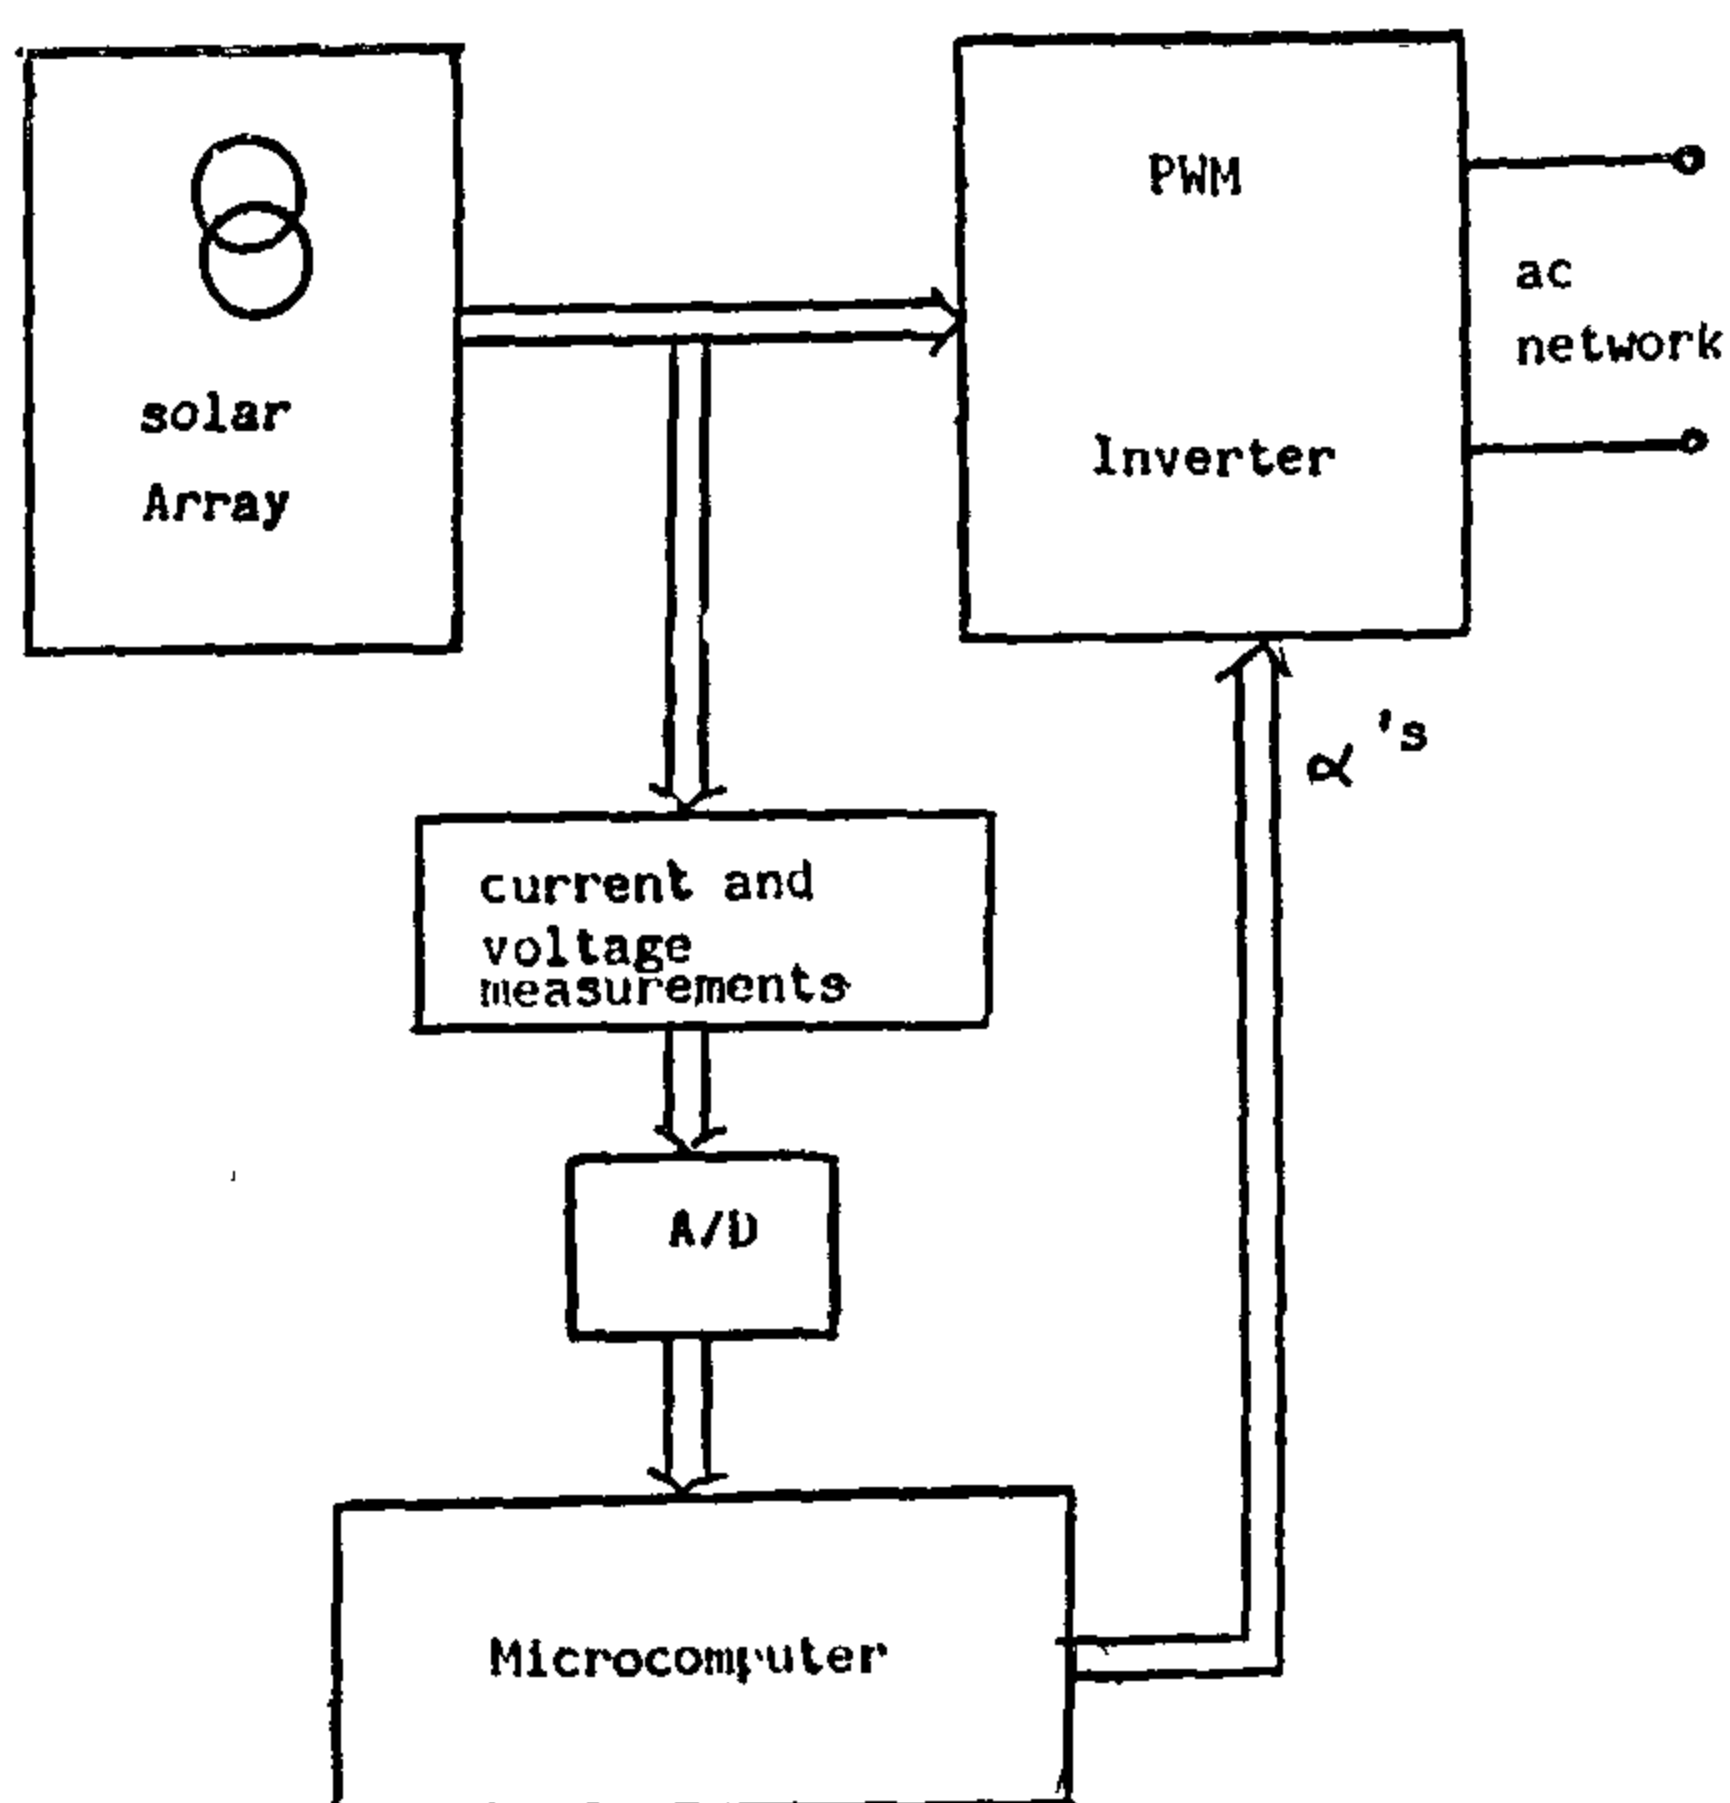 solar
Array
PWM
Inverter
ac
network
α's
current and
voltage
measurements
A/D
Microcomputer